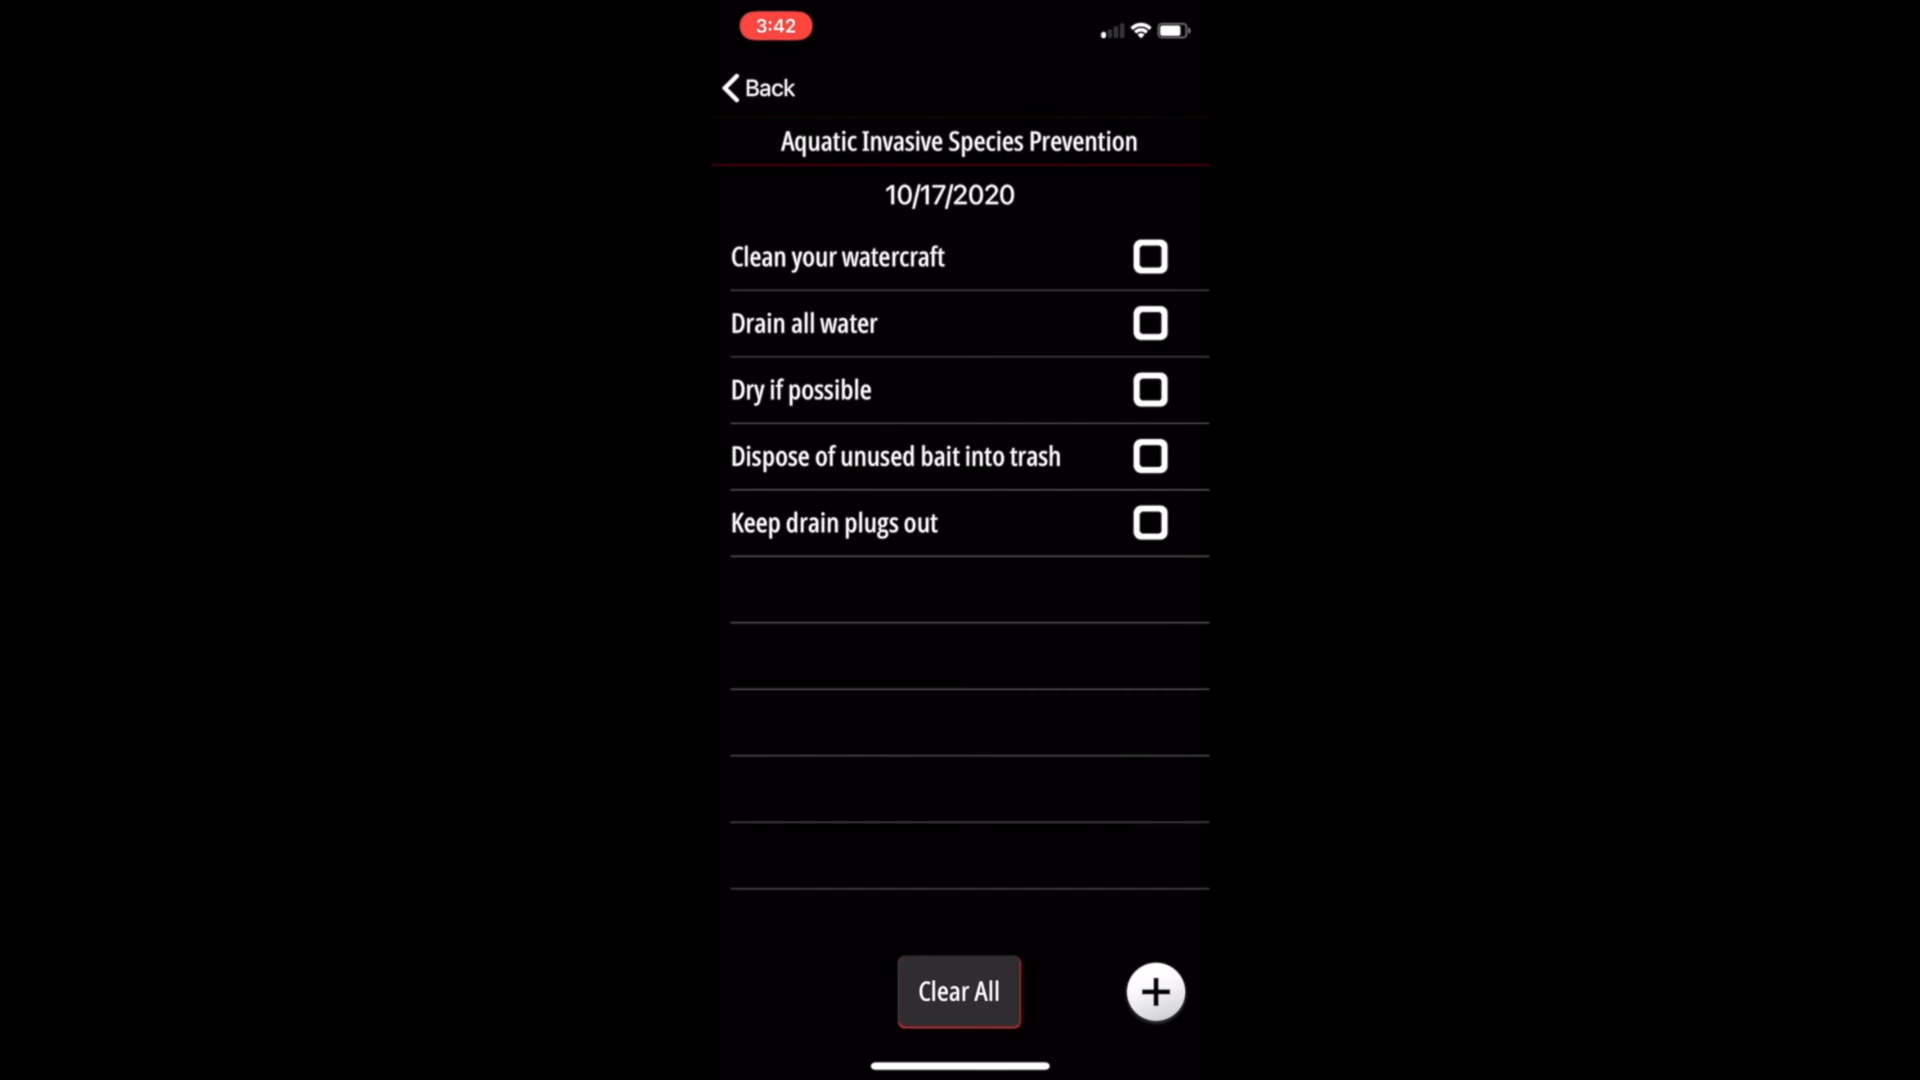 3:42
Back
Aquatic Invasive Species Prevention
10/17/2020
Clean your watercraft
Drain all water
Dry if possible
Dispose of unused bait into trash
Keep drain plugs out
Clear All